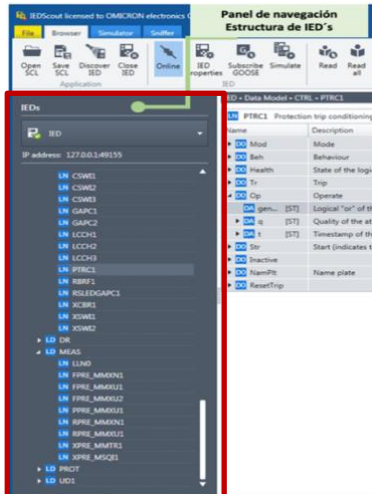 IEDScout licensed to OMICRON electronics
Panel de navegación
Estructura de IED´s
File Browser Simulator Sniffer
Open SCL Save SCL Discover IED Close IED Online IED Properties Subscribe GOOSE Simulate Read Read all
Application IED
IEDs
IED
IP address: 127.0.0.1:49155
LN CSWI1
LN CSWI2
LN CSWI3
LN GAPC1
LN GAPC2
LN LCCH1
LN LCCH2
LN LCCH3
LN PTRC1
LN RBRF1
LN RSLEDGAPC1
LN XCBR1
LN XSWI1
LN XSWI2
LD DR
LD MEAS
LN LLN0
LN FPRE_MMXN1
LN FPRE_MMXU1
LN FPRE_MMXU2
LN PPRE_MMXU1
LN RPRE_MMXN1
LN RPRE_MMXU1
LN XPRE_MMTR1
LN XPRE_MSQI1
LD PROT
LD UD1
IED • Data Model • CTRL • PTRC1
LN PTRC1 Protection trip conditioning
Name Description
DO Mod Mode
DO Beh Behaviour
DO Health State of the logic
DO Tr Trip
DO Op Operate
DA gen... [ST] Logical "or" of th
DA q [ST] Quality of the at
DA t [ST] Timestamp of th
DO Str Start (indicates t
DO Inactive
DO NamPlt Name plate
DO ResetTrip